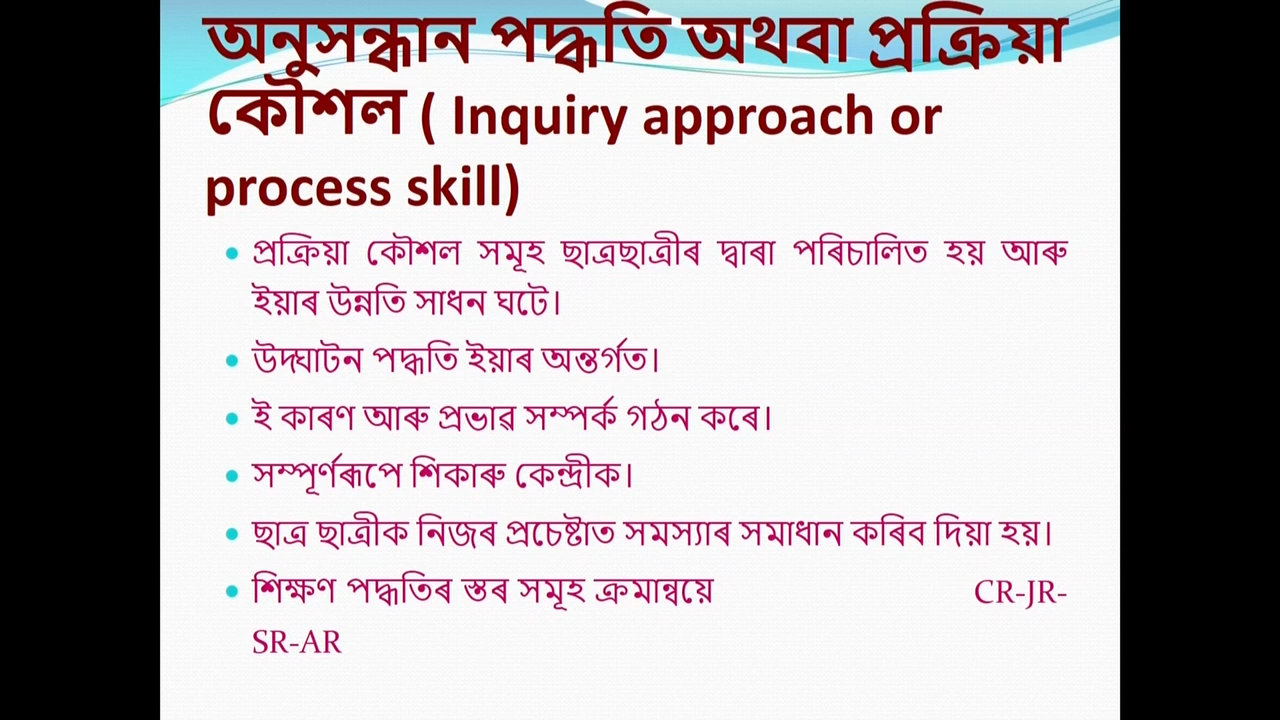 অনুসন্ধান পদ্ধতি অথবা প্ৰক্ৰিয়া
কৌশল ( Inquiry approach or
process skill)
• প্ৰক্ৰিয়া কৌশল সমূহ ছাত্ৰছাত্ৰীৰ দ্বাৰা পৰিচালিত হয় আৰু
ইয়াৰ উন্নতি সাধন ঘটে।
• উদ্ঘাটন পদ্ধতি ইয়াৰ অন্তৰ্গত।
• ই কাৰণ আৰু প্ৰভাৱ সম্পৰ্ক গঠন কৰে।
• সম্পূৰ্ণৰূপে শিকাৰু কেন্দ্ৰীক।
• ছাত্ৰ ছাত্ৰীক নিজৰ প্ৰচেষ্টাত সমস্যাৰ সমাধান কৰিব দিয়া হয়।
• শিক্ষণ পদ্ধতিৰ স্তৰ সমূহ ক্ৰমান্বয়ে CR-JR-
SR-AR